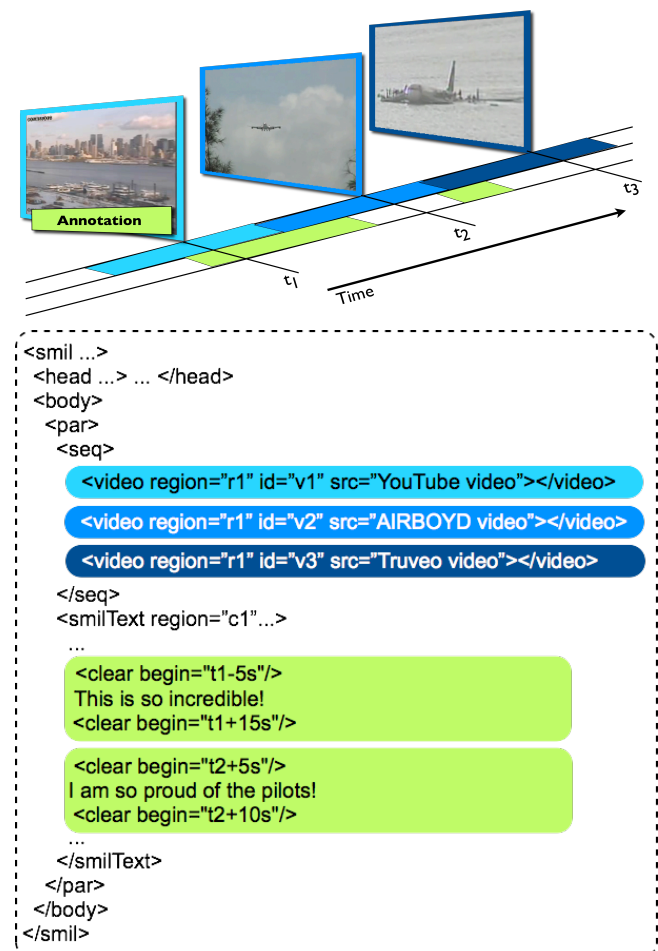 Annotation
t1
t2
t3
Time
<smil ...>
<head ...> ... </head>
<body>
<par>
<seq>
<video region=”r1” id=”v1” src=”YouTube video”></video>
<video region=”r1” id=”v2” src=”AIRBOYD video”></video>
<video region=”r1” id=”v3” src=”Truveo video”></video>
</seq>
<smilText region=”c1”...>
...
<clear begin="t1-5s"/>
This is so incredible!
<clear begin="t1+15s"/>
<clear begin="t2+5s"/>
I am so proud of the pilots!
<clear begin="t2+10s"/>
...
</smilText>
</par>
</body>
</smil>